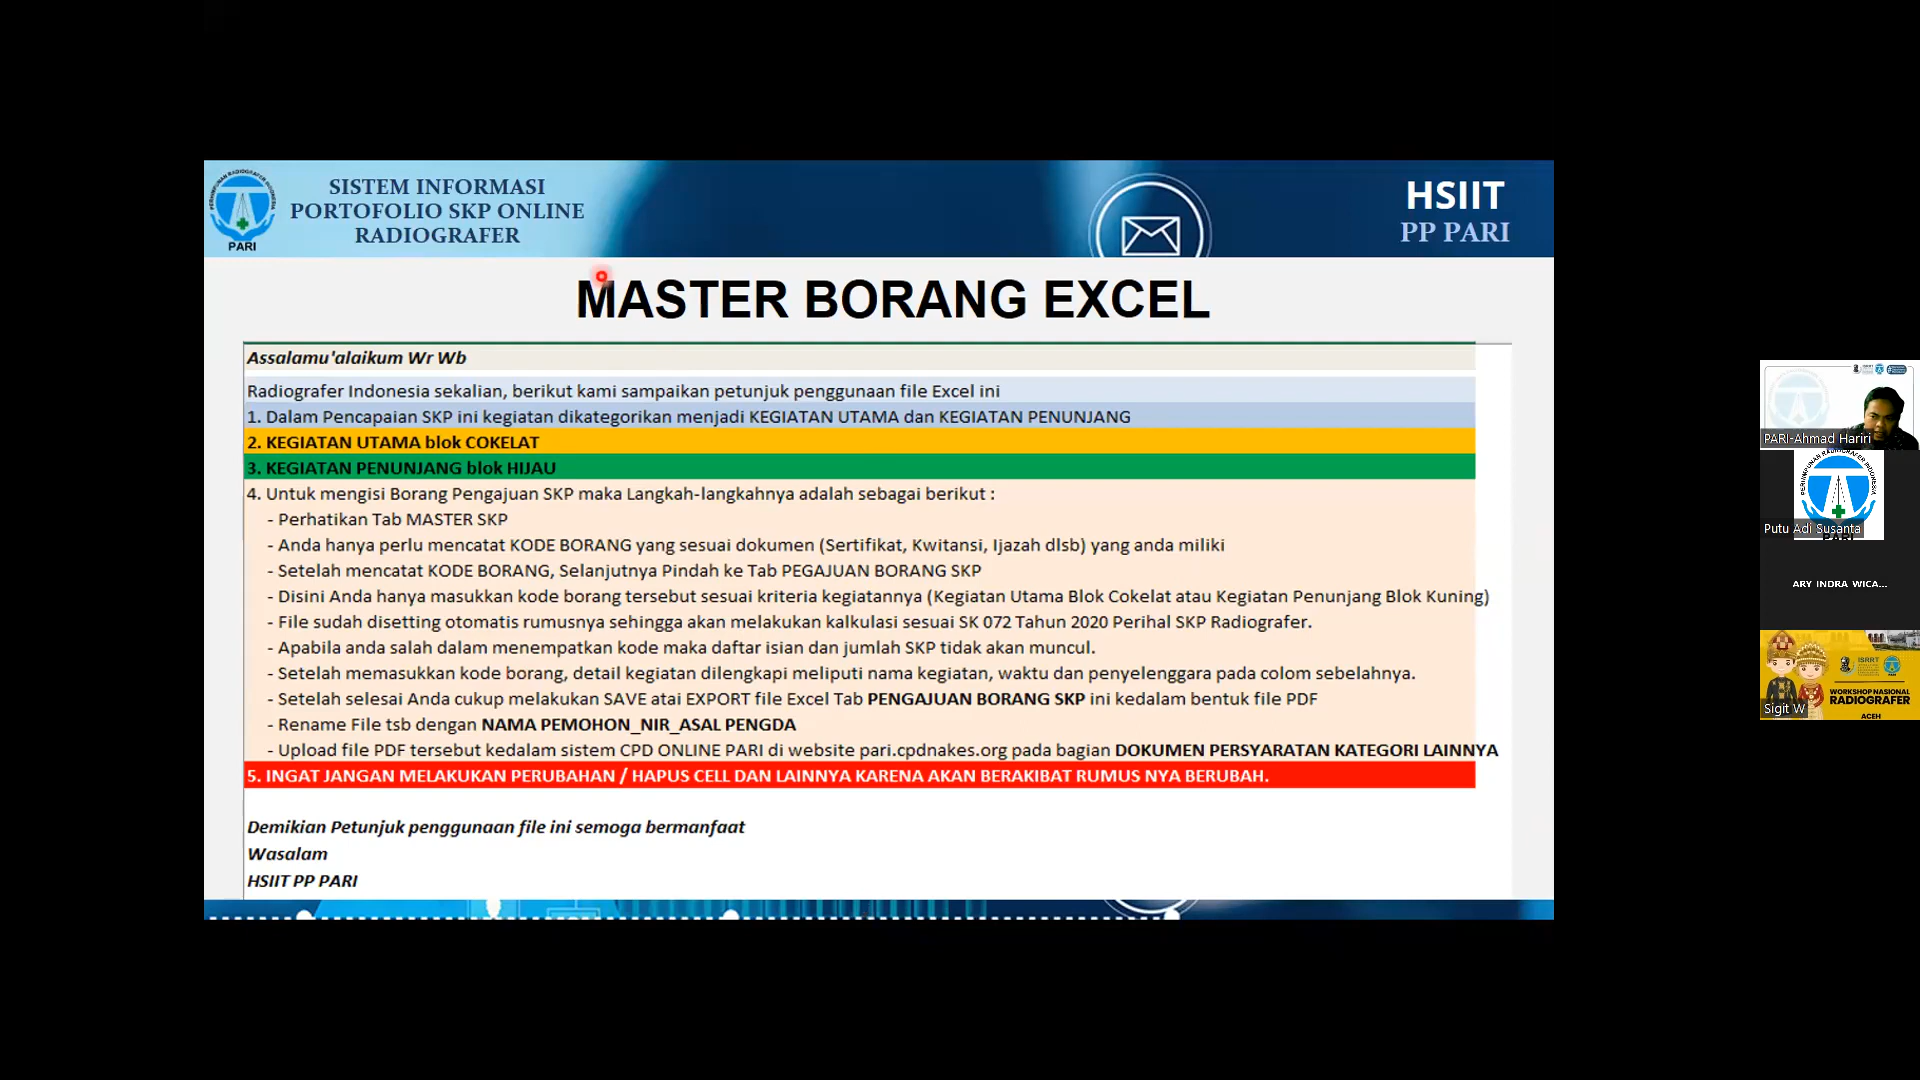 SISTEM INFORMASI
PORTOFOLIO SKP ONLINE
RADIOGRAFER
PERHIMPUNAN RADIOGRAFER INDONESIA
PARI
HSIIT
PP PARI
MASTER BORANG EXCEL
Assalamu'alaikum Wr Wb
Radiografer Indonesia sekalian, berikut kami sampaikan petunjuk penggunaan file Excel ini
1. Dalam Pencapaian SKP ini kegiatan dikategorikan menjadi KEGIATAN UTAMA dan KEGIATAN PENUNJANG
2. KEGIATAN UTAMA blok COKELAT
3. KEGIATAN PENUNJANG blok HIJAU
4. Untuk mengisi Borang Pengajuan SKP maka Langkah-langkahnya adalah sebagai berikut :
- Perhatikan Tab MASTER SKP
- Anda hanya perlu mencatat KODE BORANG yang sesuai dokumen (Sertifikat, Kwitansi, Ijazah dlsb) yang anda miliki
- Setelah mencatat KODE BORANG, Selanjutnya Pindah ke Tab PEGAJUAN BORANG SKP
- Disini Anda hanya masukkan kode borang tersebut sesuai kriteria kegiatannya (Kegiatan Utama Blok Cokelat atau Kegiatan Penunjang Blok Kuning)
- File sudah disetting otomatis rumusnya sehingga akan melakukan kalkulasi sesuai SK 072 Tahun 2020 Perihal SKP Radiografer.
- Apabila anda salah dalam menempatkan kode maka daftar isian dan jumlah SKP tidak akan muncul.
- Setelah memasukkan kode borang, detail kegiatan dilengkapi meliputi nama kegiatan, waktu dan penyelenggara pada colom sebelahnya.
- Setelah selesai Anda cukup melakukan SAVE atai EXPORT file Excel Tab PENGAJUAN BORANG SKP ini kedalam bentuk file PDF
- Rename File tsb dengan NAMA PEMOHON_NIR_ASAL PENGDA
- Upload file PDF tersebut kedalam sistem CPD ONLINE PARI di website pari.cpdnakes.org pada bagian DOKUMEN PERSYARATAN KATEGORI LAINNYA
5. INGAT JANGAN MELAKUKAN PERUBAHAN / HAPUS CELL DAN LAINNYA KARENA AKAN BERAKIBAT RUMUS NYA BERUBAH.
Demikian Petunjuk penggunaan file ini semoga bermanfaat
Wasalam
HSIIT PP PARI
PARI-Ahmad Hariri
PERHIMPUNAN RADIOGRAFER INDONESIA
Putu Adi Susanta
PARI
ARY INDRA WICA...
ISRRT
WORKSHOP NASIONAL
RADIOGRAFER
ACEH
Sigit W